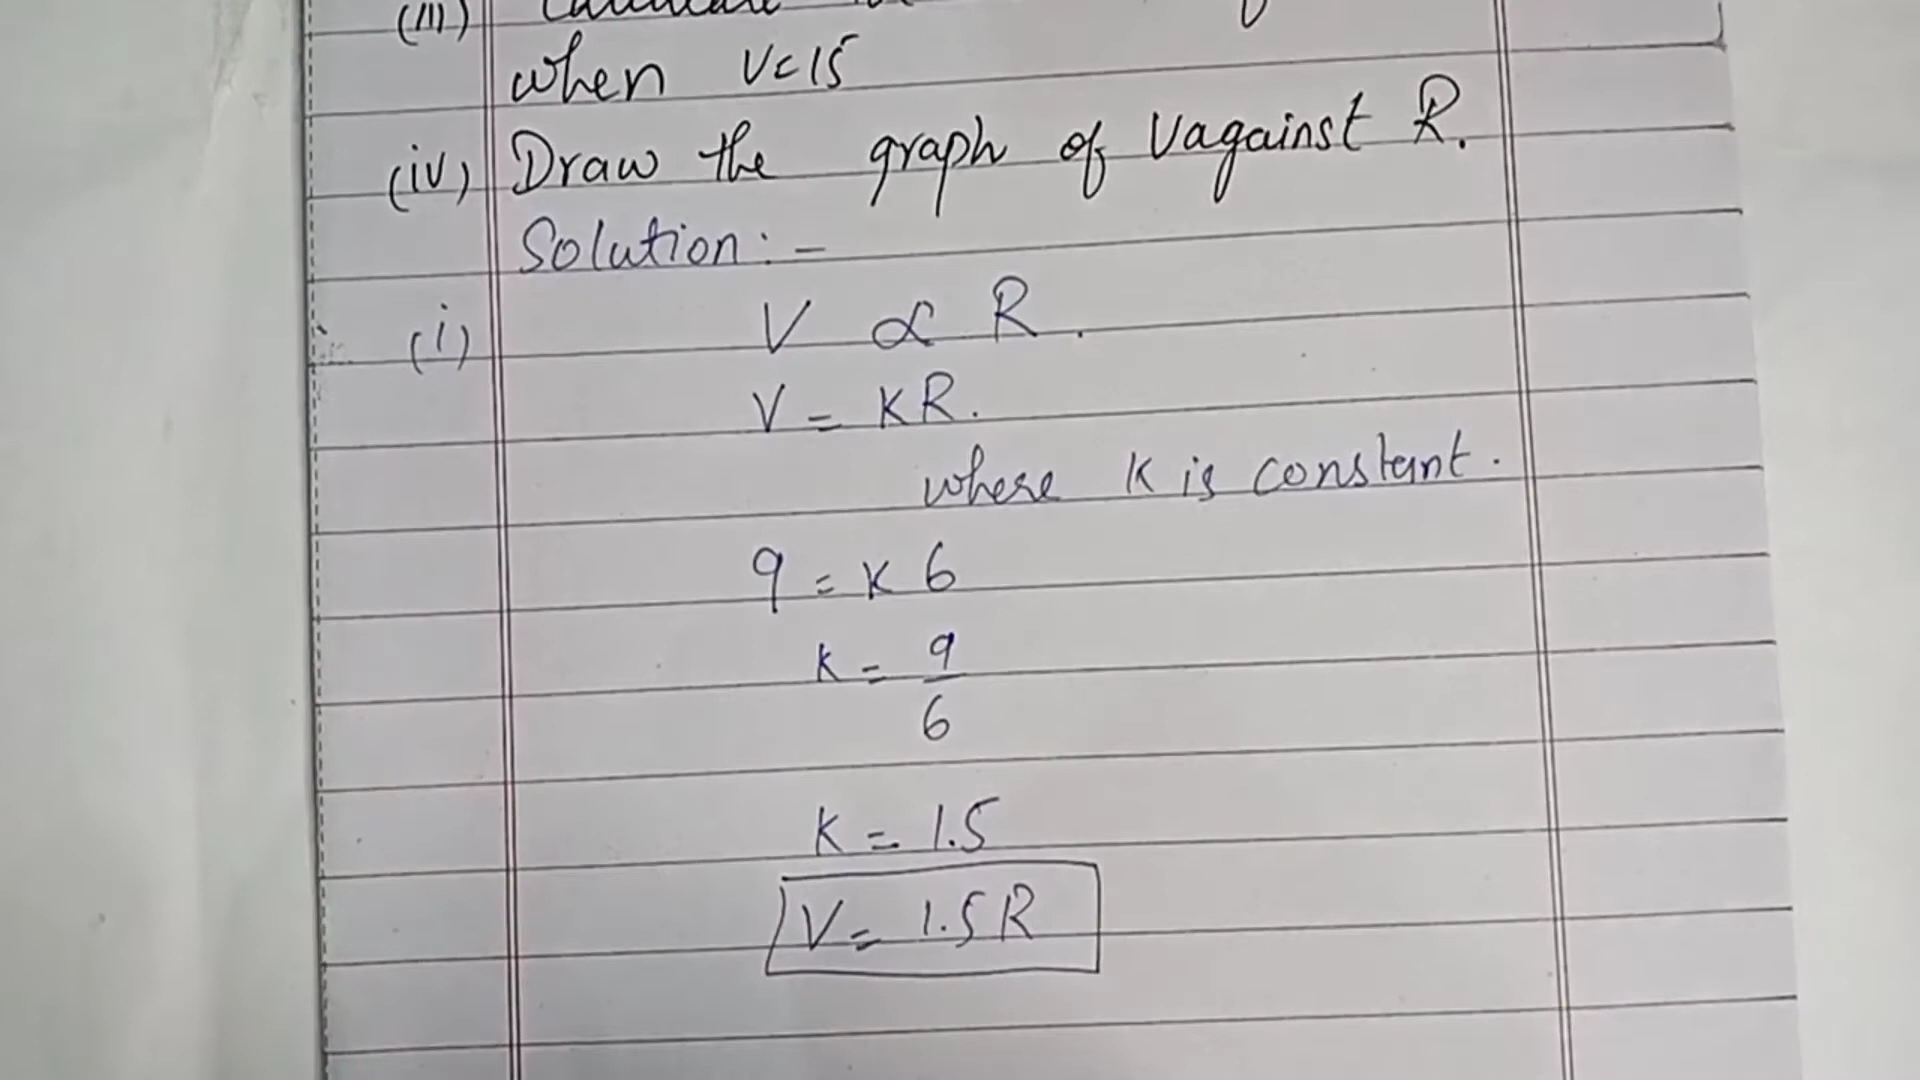 (iii) Calculate
when V=15
(iv) Draw the graph of V against R.
Solution:-
(i) V ∝ R.
V = KR.
where K is constant.
9 = K 6
K = 9
6
K = 1.5
V = 1.5R